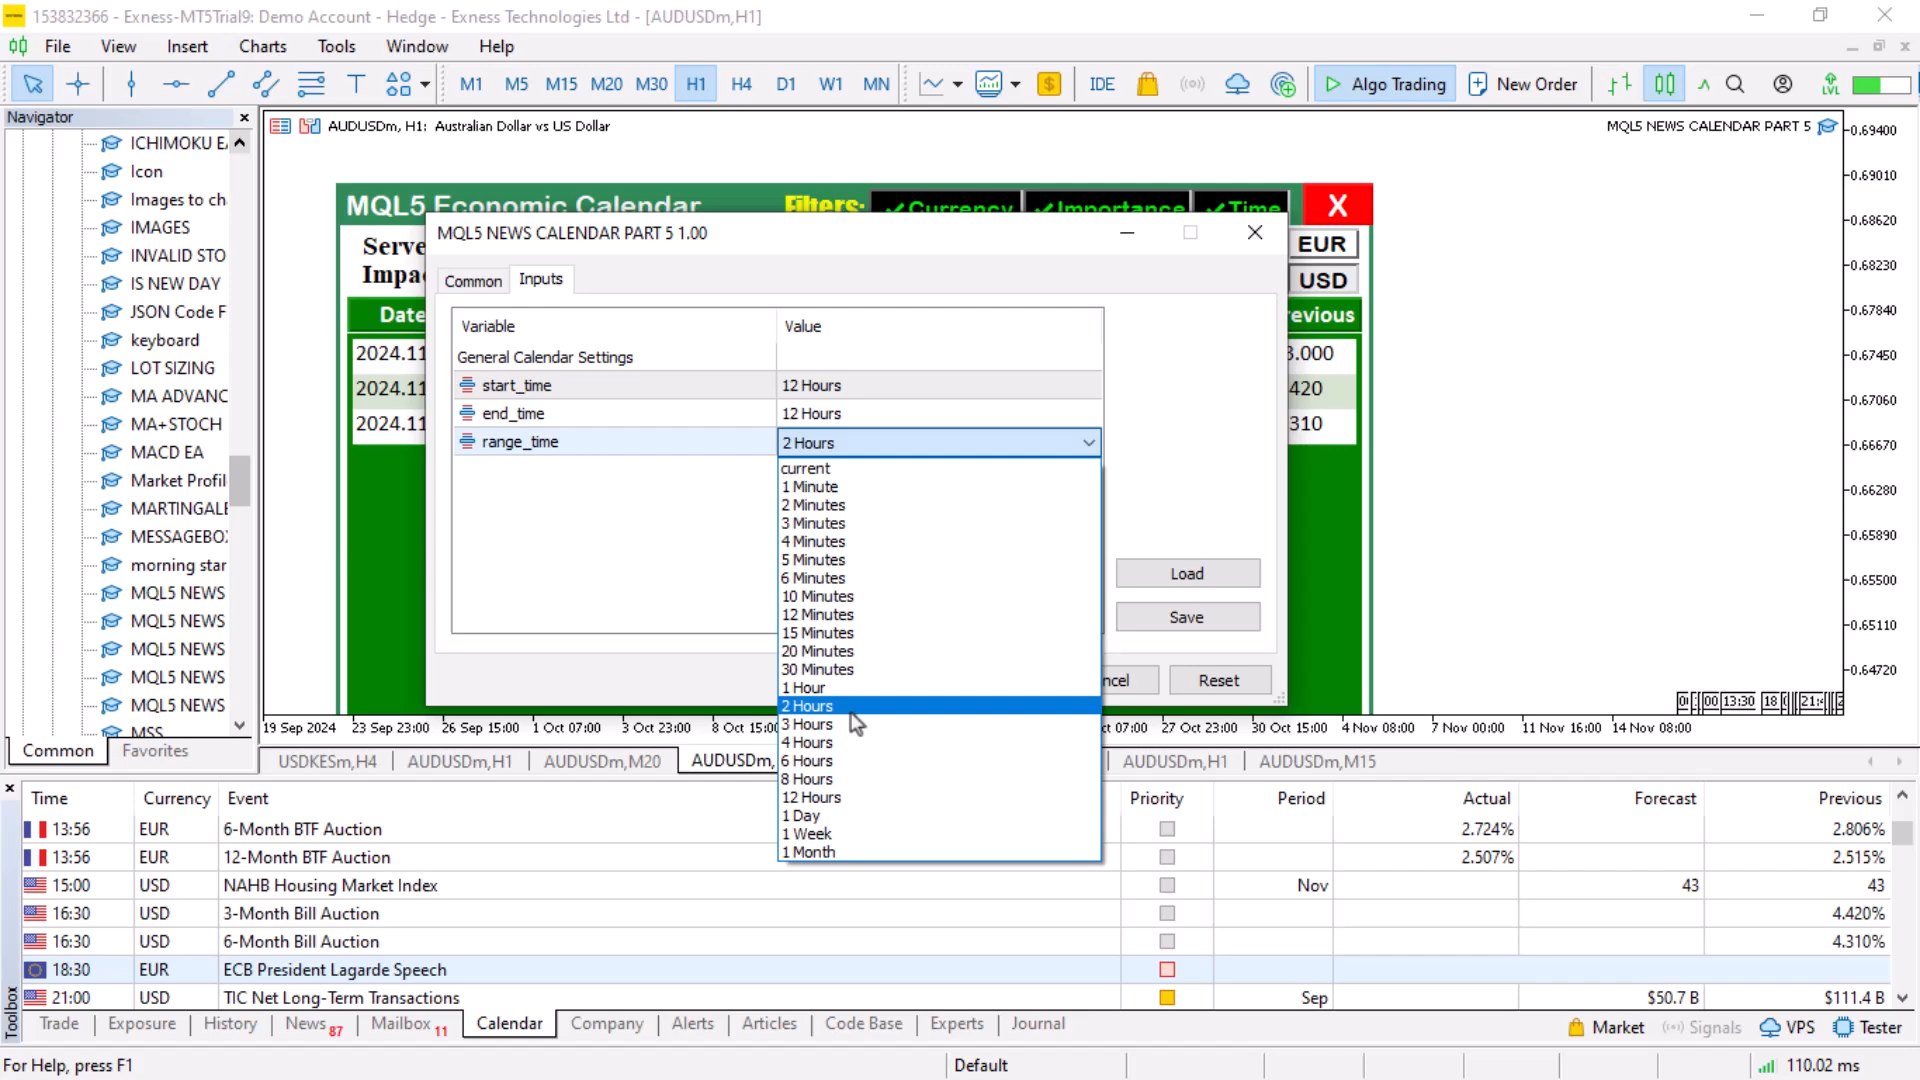 153832366 - Exness-MT5Trial9: Demo Account - Hedge - Exness Technologies Ltd - [AUDUSDm,H1]
File View Insert Charts Tools Window Help
M1 M5 M15 M20 M30 H1 H4 D1 W1 MN IDE Algo Trading New Order LVL
Navigator
ICHIMOKU EA
Icon
Images to ch
IMAGES
INVALID STO
IS NEW DAY
JSON Code F
keyboard
LOT SIZING
MA ADVANC
MA+STOCH
MACD EA
Market Profil
MARTINGALE
MESSAGEBOX
morning star
MQL5 NEWS
MQL5 NEWS
MQL5 NEWS
MQL5 NEWS
MQL5 NEWS
MSS
Common Favorites
AUDUSDm, H1: Australian Dollar vs US Dollar
MQL5 NEWS CALENDAR PART 5
0.69400
0.69010
0.68620
0.68230
0.67840
0.67450
0.67060
0.66670
0.66280
0.65890
0.65500
0.65110
0.64720
MQL5 Economic Calendar Filters: ✓Currency ✓Importance ✓Time X
Serve
EUR
Impa
USD
Date
evious
2024.11 3.000
2024.11 420
2024.11 310
MQL5 NEWS CALENDAR PART 5 1.00
Common Inputs
Variable Value
General Calendar Settings
start_time 12 Hours
end_time 12 Hours
range_time 2 Hours
current
1 Minute
2 Minutes
3 Minutes
4 Minutes
5 Minutes
6 Minutes
10 Minutes
12 Minutes
15 Minutes
20 Minutes
30 Minutes
1 Hour
2 Hours
3 Hours
4 Hours
6 Hours
8 Hours
12 Hours
1 Day
1 Week
1 Month
Load
Save
ncel Reset
00 13:30 18
19 Sep 2024 23 Sep 23:00 26 Sep 15:00 1 Oct 07:00 3 Oct 23:00 8 Oct 15:00 ct 07:00 27 Oct 23:00 30 Oct 15:00 4 Nov 08:00 7 Nov 00:00 11 Nov 16:00 14 Nov 08:00
USDKESm,H4 AUDUSDm,H1 AUDUSDm,M20 AUDUSDm, AUDUSDm,H1 AUDUSDm,M15
Time Currency Event Priority Period Actual Forecast Previous
13:56 EUR 6-Month BTF Auction 2.724% 2.806%
13:56 EUR 12-Month BTF Auction 2.507% 2.515%
15:00 USD NAHB Housing Market Index Nov 43 43
16:30 USD 3-Month Bill Auction 4.420%
16:30 USD 6-Month Bill Auction 4.310%
18:30 EUR ECB President Lagarde Speech
21:00 USD TIC Net Long-Term Transactions Sep $50.7 B $111.4 B
Toolbox
Trade Exposure History News 87 Mailbox 11 Calendar Company Alerts Articles Code Base Experts Journal
Market Signals VPS Tester
For Help, press F1
Default
110.02 ms